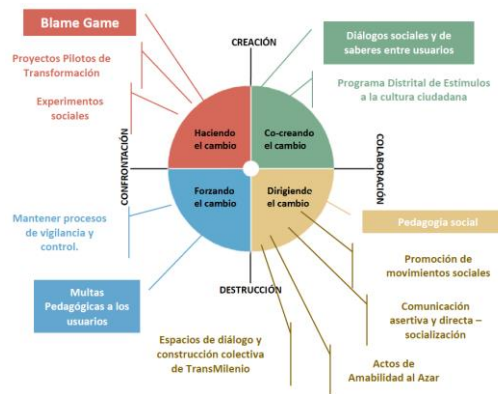 Blame Game
CREACIÓN
Diálogos sociales y de
saberes entre usuarios
Proyectos Pilotos de
Transformación
Programa Distrital de Estímulos
a la cultura ciudadana
Experimentos
sociales
Haciendo
el cambio
Co-creando
el cambio
CONFRONTACIÓN
COLABORACIÓN
Forzando
el cambio
Dirigiendo
el cambio
Mantener procesos
de vigilancia y
control.
Pedagogía social
Promoción de
movimientos sociales
Multas
Pedagógicas a los
usuarios
DESTRUCCIÓN
Comunicación
asertiva y directa –
socialización
Espacios de diálogo y
construcción colectiva
de TransMilenio
Actos de
Amabilidad al Azar